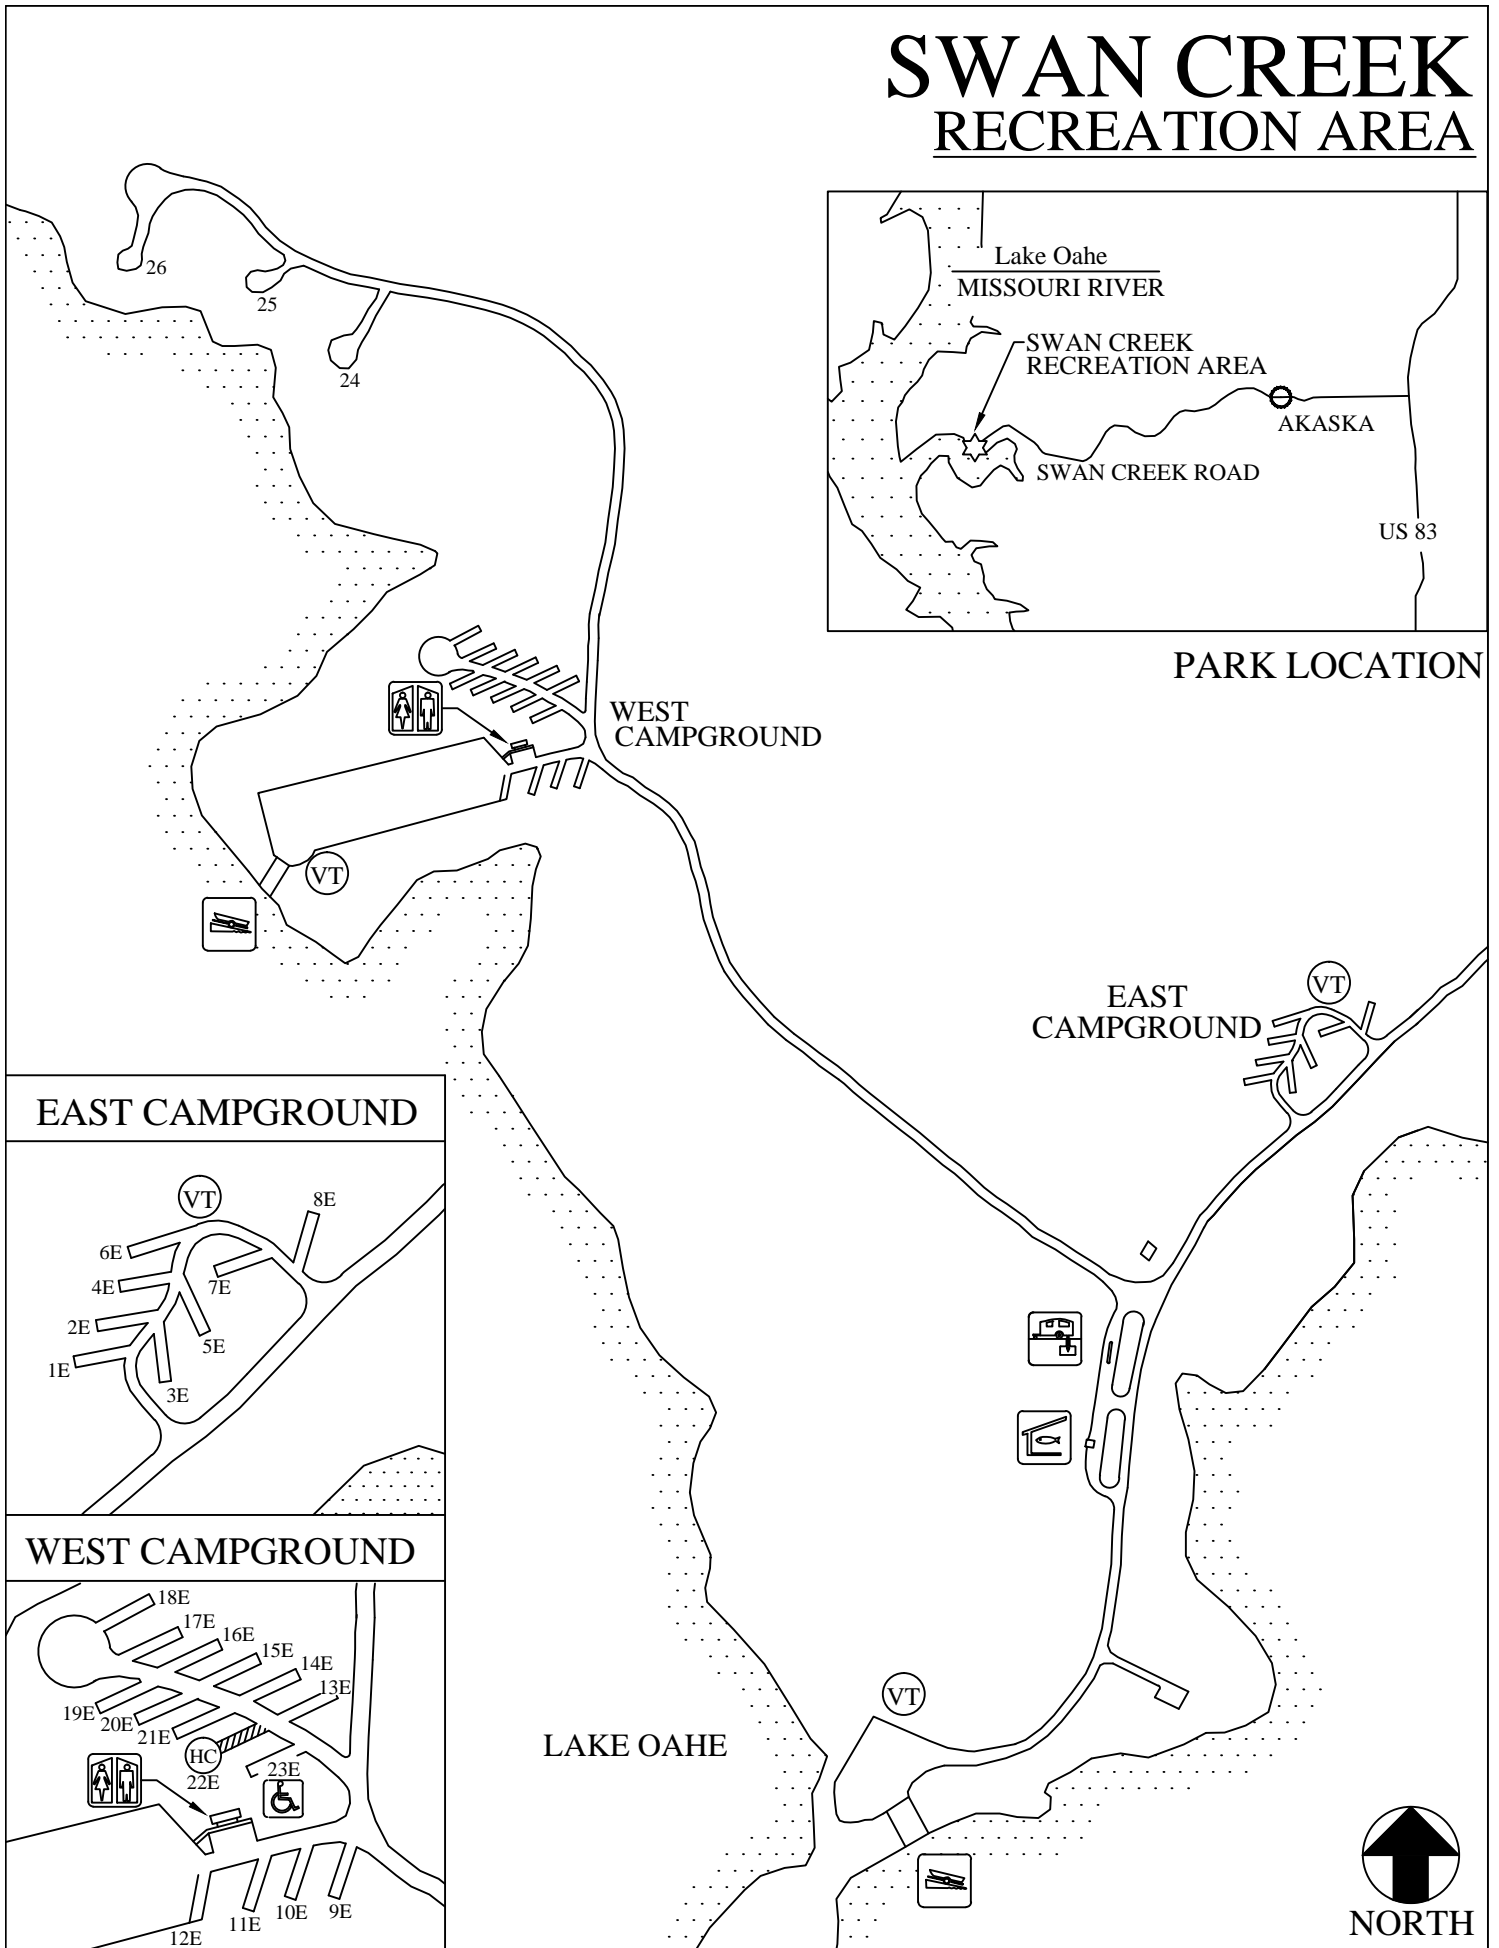 SWAN CREEK
RECREATION AREA
Lake Oahe
MISSOURI RIVER
SWAN CREEK
RECREATION AREA
AKASKA
SWAN CREEK ROAD
US 83
PARK LOCATION
26
25
24
WEST
CAMPGROUND
VT
EAST
CAMPGROUND
VT
EAST CAMPGROUND
VT
8E
6E
4E
7E
2E
5E
1E
3E
WEST CAMPGROUND
18E
17E
16E
15E
14E
13E
19E
20E
21E
HC
22E
23E
12E
11E
10E
9E
VT
LAKE OAHE
NORTH